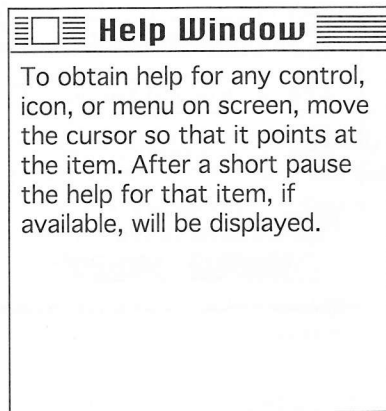 Help Window
To obtain help for any control,
icon, or menu on screen, move
the cursor so that it points at
the item. After a short pause
the help for that item, if
available, will be displayed.